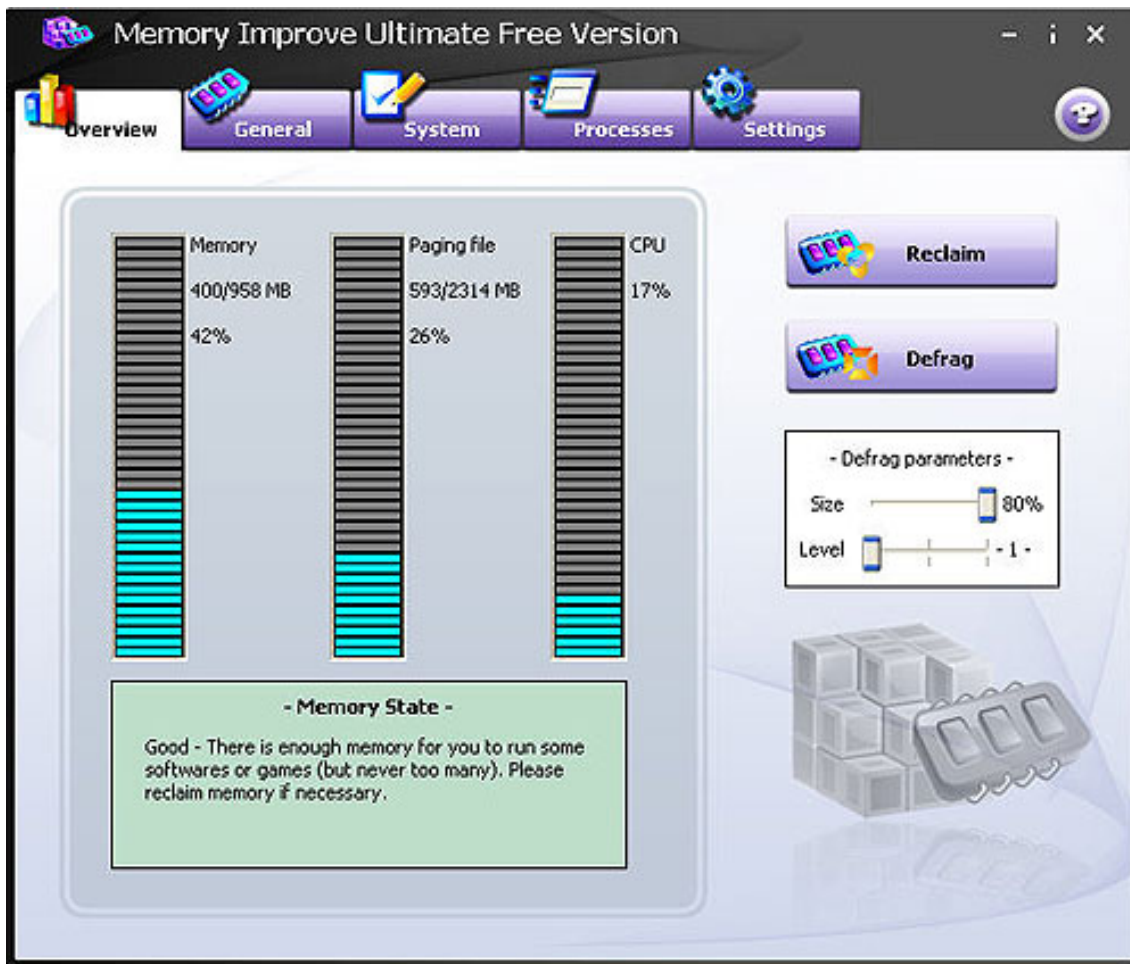 Memory Improve Ultimate Free Version
Overview
General
System
Processes
Settings
Memory
400/958 MB
42%
Paging file
593/2314 MB
26%
CPU
17%
Reclaim
Defrag
- Defrag parameters -
Size 80%
Level - 1 -
- Memory State -
Good - There is enough memory for you to run some
softwares or games (but never too many). Please
reclaim memory if necessary.